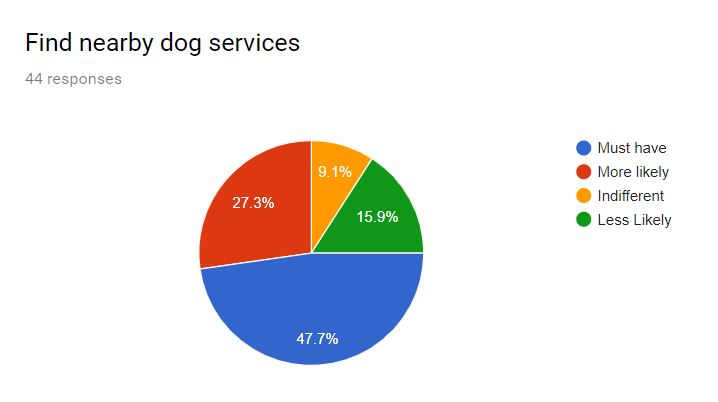 Find nearby dog services
44 responses
9.1%
27.3%
15.9%
47.7%
Must have
More likely
Indifferent
Less Likely